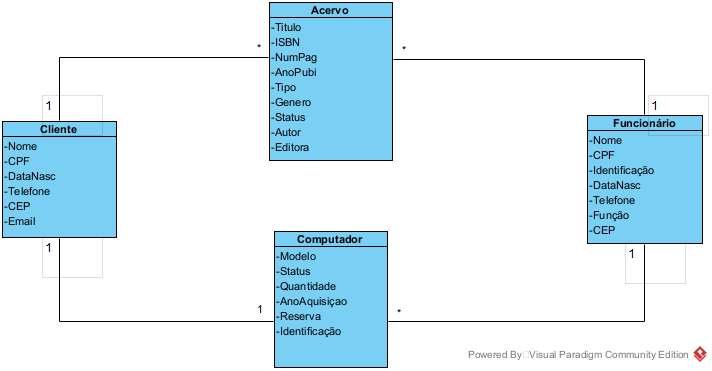 Acervo
-Titulo
-ISBN
-NumPag
-AnoPubi
-Tipo
-Genero
-Status
-Autor
-Editora
*
*
1
1
Cliente
-Nome
-CPF
-DataNasc
-Telefone
-CEP
-Email
Funcionário
-Nome
-CPF
-Identificação
-DataNasc
-Telefone
-Função
-CEP
1
1
Computador
-Modelo
-Status
-Quantidade
-AnoAquisiçao
-Reserva
-Identificação
1
*
Powered By Visual Paradigm Community Edition